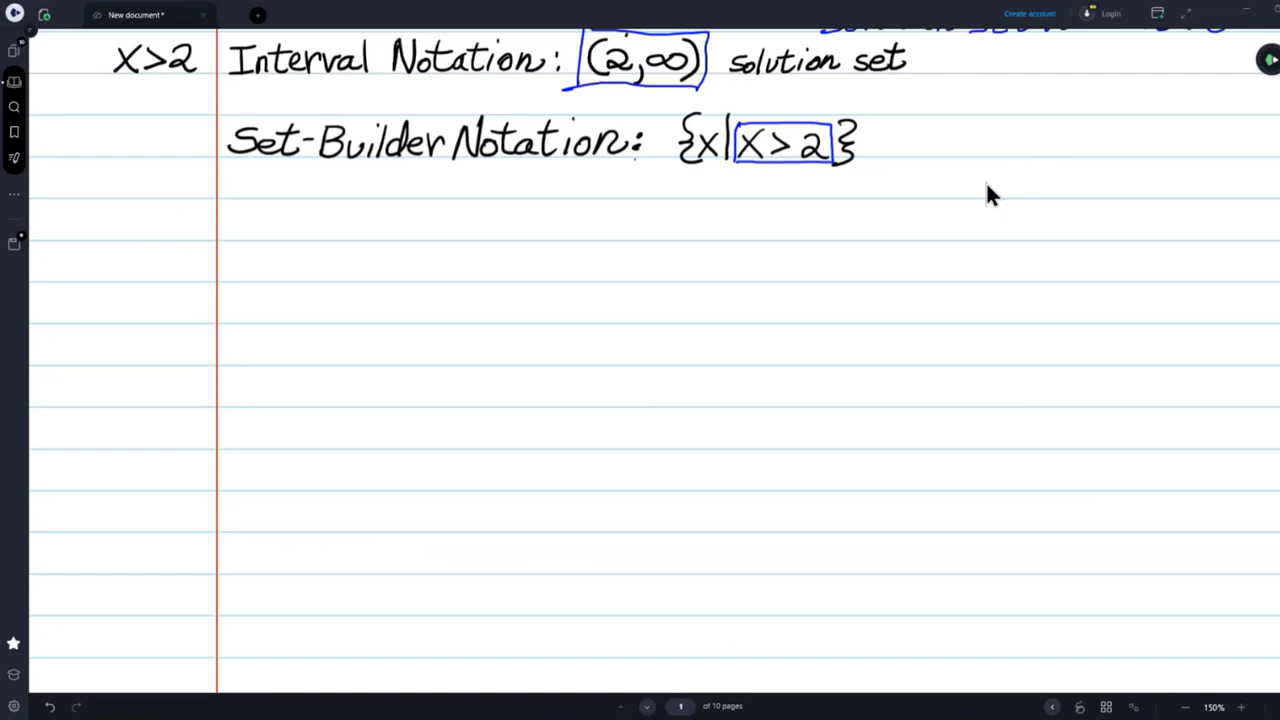 New document *
Create account
Login
x>2 Interval Notation: (2,∞) solution set
Set-Builder Notation: {x|x>2}
1 of 10 pages
150%